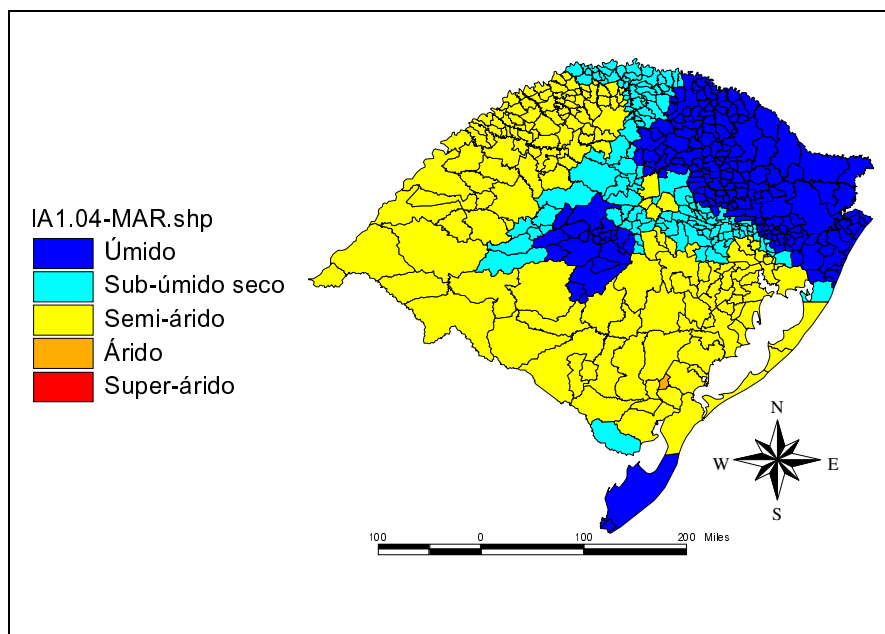 IA1.04-MAR.shp
Úmido
Sub-úmido seco
Semi-árido
Árido
Super-árido
N
W E
S
100 0 100 200 Miles